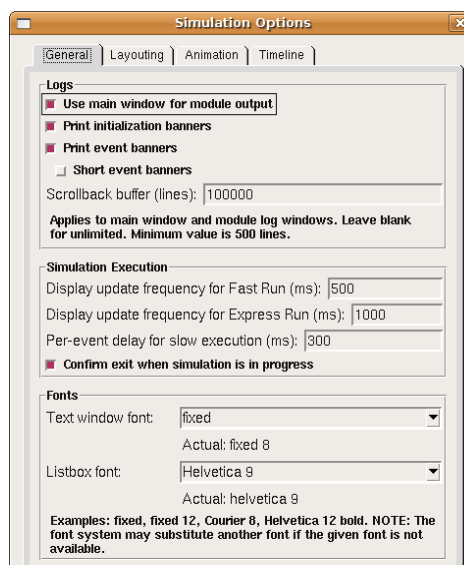 Simulation Options
General Layouting Animation Timeline
Logs
Use main window for module output
Print initialization banners
Print event banners
Short event banners
Scrollback buffer (lines): 100000
Applies to main window and module log windows. Leave blank
for unlimited. Minimum value is 500 lines.
Simulation Execution
Display update frequency for Fast Run (ms): 500
Display update frequency for Express Run (ms): 1000
Per-event delay for slow execution (ms): 300
Confirm exit when simulation is in progress
Fonts
Text window font: fixed
Actual: fixed 8
Listbox font: Helvetica 9
Actual: helvetica 9
Examples: fixed, fixed 12, Courier 8, Helvetica 12 bold. NOTE: The
font system may substitute another font if the given font is not
available.